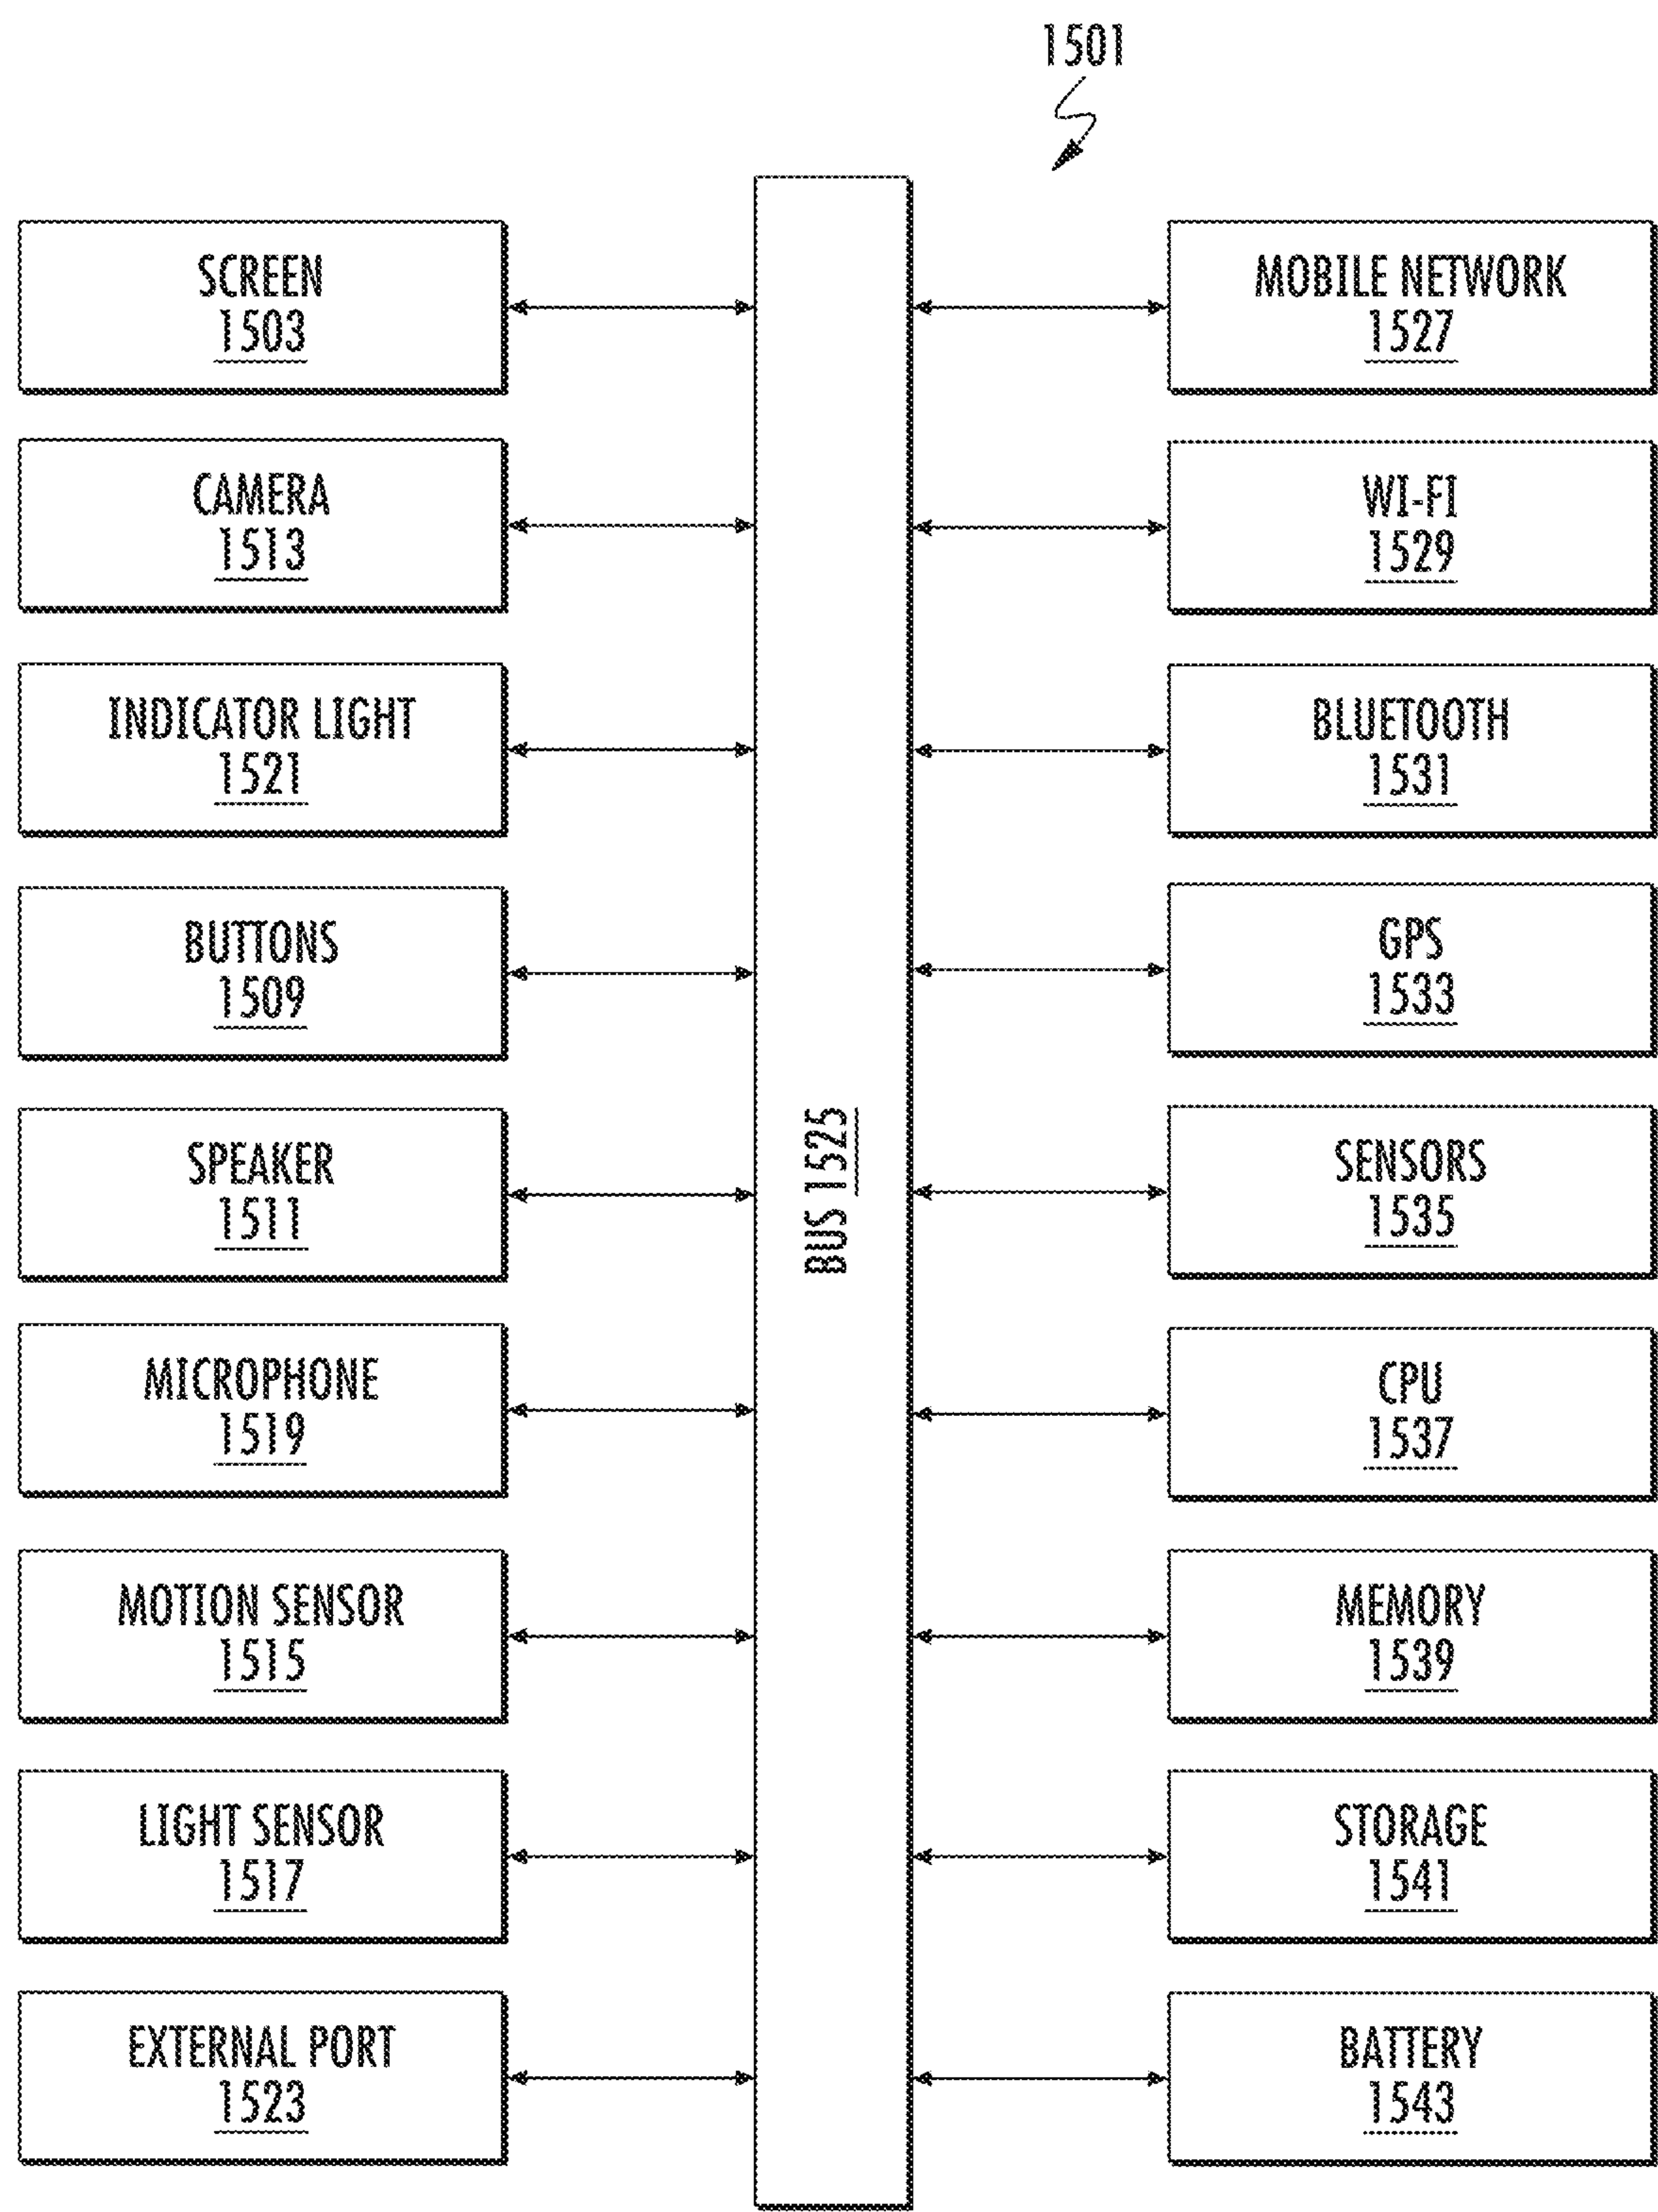 1501
SCREEN
1503
CAMERA
1513
INDICATOR LIGHT
1521
BUTTONS
1509
SPEAKER
1511
MICROPHONE
1519
MOTION SENSOR
1515
LIGHT SENSOR
1517
EXTERNAL PORT
1523
BUS 1525
MOBILE NETWORK
1527
WI-FI
1529
BLUETOOTH
1531
GPS
1533
SENSORS
1535
CPU
1537
MEMORY
1539
STORAGE
1541
BATTERY
1543